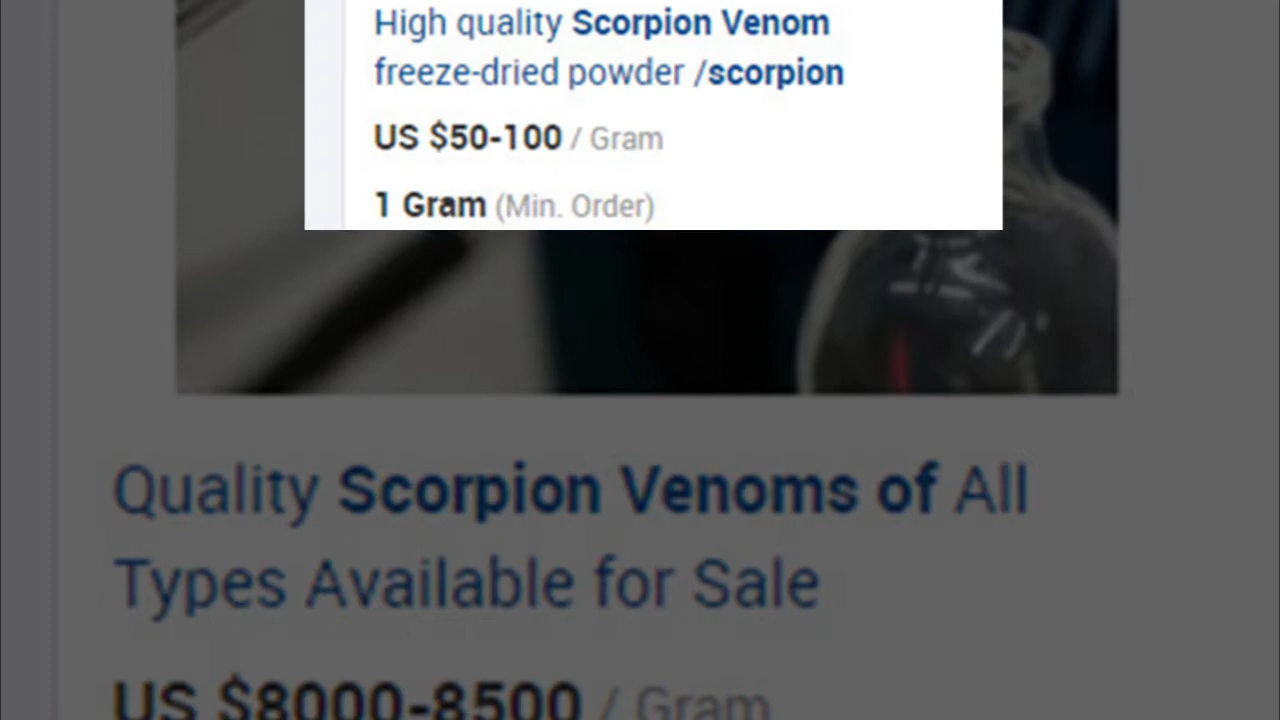 High quality Scorpion Venom
freeze-dried powder /scorpion
US $50-100 / Gram
1 Gram (Min. Order)
Quality Scorpion Venoms of All
Types Available for Sale
US $8000-8500 / Gram